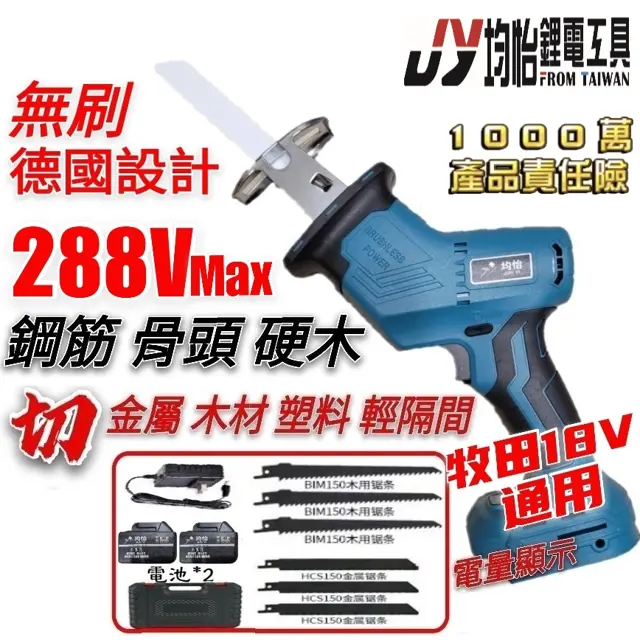 JY 均怡鋰電工具
FROM TAIWAN
無刷
德國設計
1000萬
產品責任險
288VMax
BRUSHLESS
POWER
均怡
鋼筋 骨頭 硬木
切 金屬 木材 塑料 輕隔間
牧田18V
通用
電量顯示
BIM150木用锯条
BIM150木用锯条
BIM150木用锯条
均怡
電池*2
HCS150金属锯条
HCS150金属锯条
HCS150金属锯条